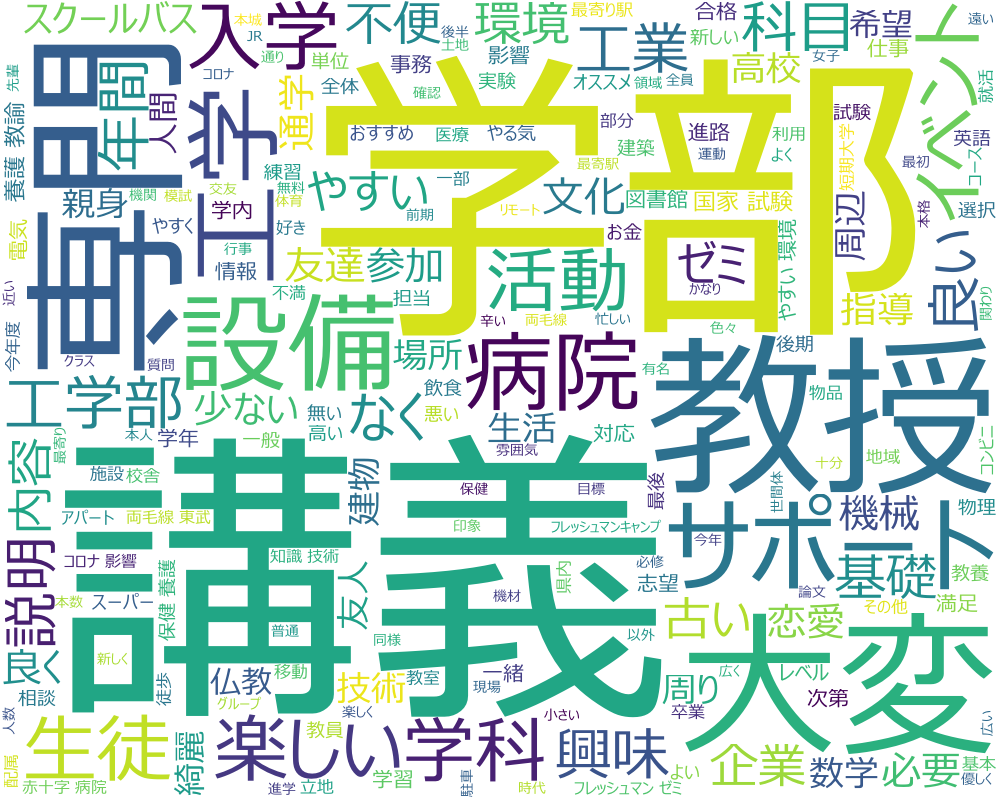 スクールバス
入学
不便
環境
最寄り駅
合格
希望
科目
イベント
遠い
本城
JR
後半
土地
通り
単位
影響
事務
工業
新しい
高校
仕事
女子
就活
専門
年間
人間
コロナ
先輩
養護 教諭
工学
通学
全体
実験
確認
オススメ
領域
全員
試験
英語
学部
おすすめ
医療
やる気
部分
進路
利用
よく
コース
最初
短期大学
親身
機関
模試
交友
無料
体育
練習
一部
建築
最寄駅
運動
選択
やすく
学内
好き
前期
リモート
やすい
文化
図書館
国家 試験
本格
電気
行事
情報
友達
参加
活動
お金
ゼミ
かなり
やすい 環境
周辺
良い
関わり
近い
不満
担当
辛い
両毛線
忙しい
色々
指導
今年度
クラス
質問
設備
場所
病院
後期
有名
物品
教授
工学部
少ない
なく
飲食
悪い
生活
対応
無い
高い
雰囲気
コンビニ
内容
最寄り
本人
学年
一般
施設
校舎
講義
建物
保健
目標
最後
世間体
十分
地域
アパート
両毛線 東武
印象
フレッシュマンキャンプ
サポート
機械
物理
説明
コロナ 影響
知識 技術
必修
今年
基礎
教養
本数
スーパー
保健 養護
友人
機材
県内
志望
論文
その他
満足
新しく
普通
同様
以外
古い
恋愛
大変
良く
相談
徒歩
移動
仏教
技術
教室
現場
一緒
周り
広く
レベル
次第
人数
グループ
楽しく
教員
小さい
卒業
広い
生徒
綺麗
楽しい
学科
興味
企業
数学
必要
基本
優しく
配属
赤十字 病院
進学
立地
学習
駐車
時代
フレッシュマン ゼミ
よい